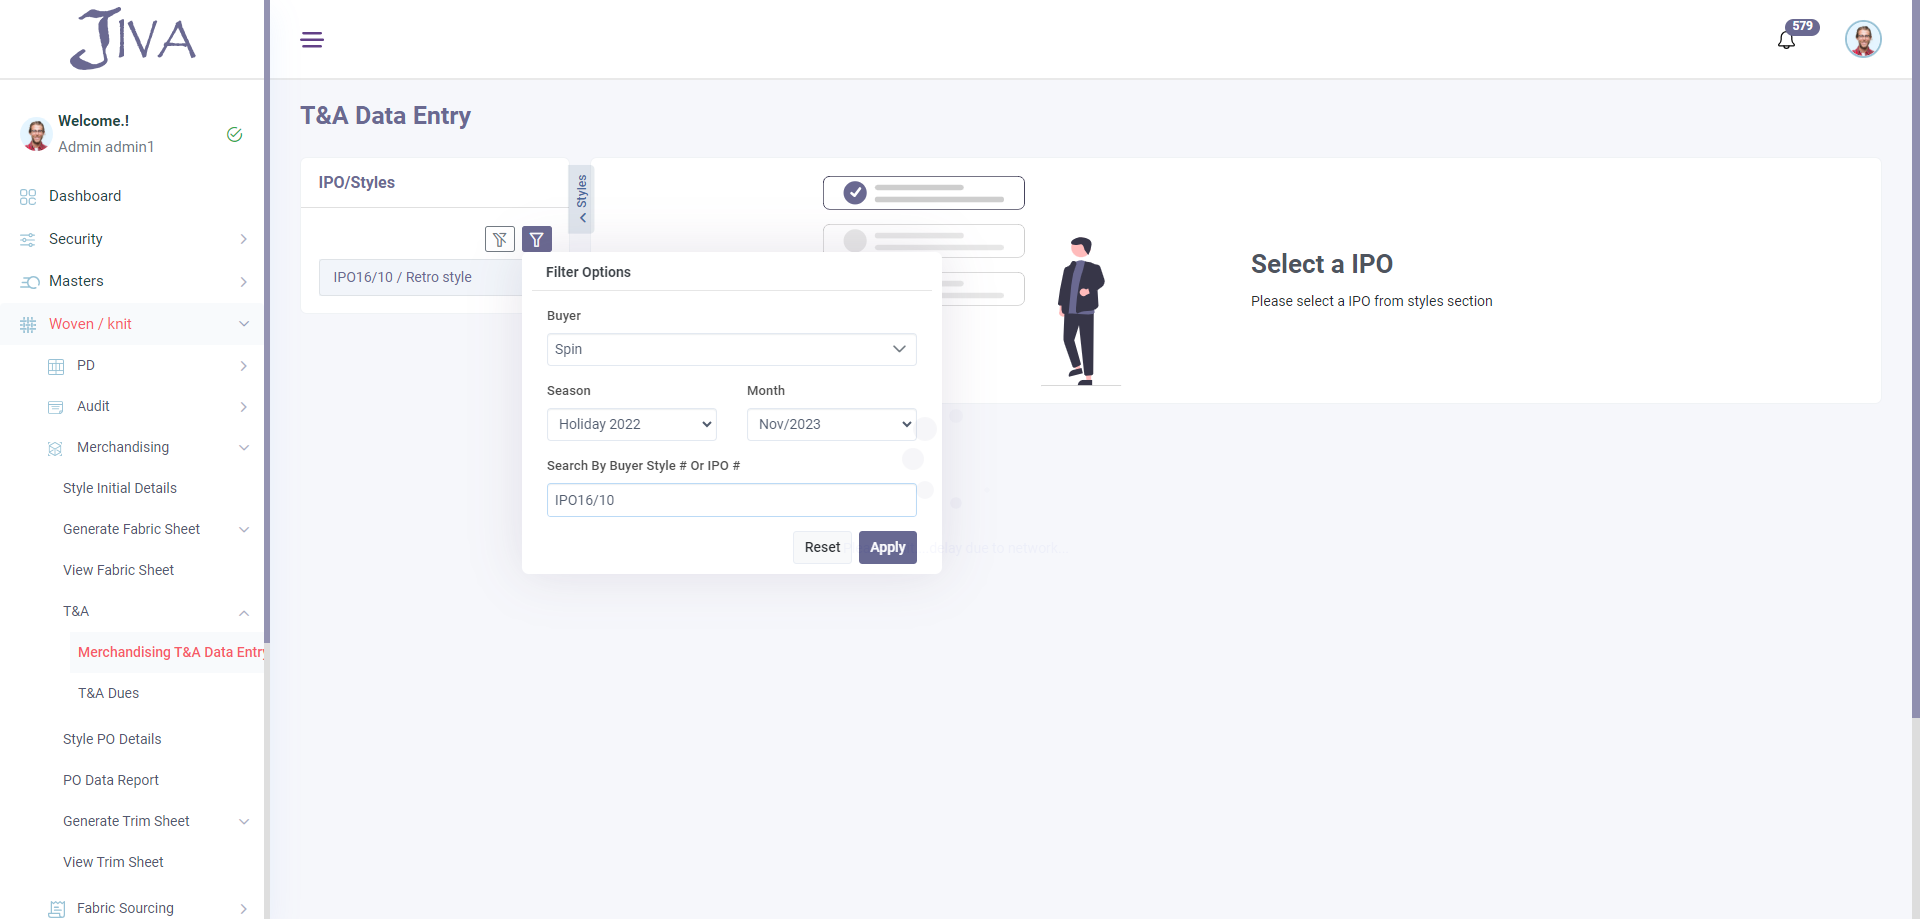 JIVA
579
Welcome.!
Admin admin1
Dashboard
Security
Masters
Woven / knit
PD
Audit
Merchandising
Style Initial Details
Generate Fabric Sheet
View Fabric Sheet
T&A
Merchandising T&A Data Entry
T&A Dues
Style PO Details
PO Data Report
Generate Trim Sheet
View Trim Sheet
Fabric Sourcing
T&A Data Entry
IPO/Styles
Styles
IPO16/10 / Retro style
Filter Options
Buyer
Spin
Season
Month
Holiday 2022
Nov/2023
Search By Buyer Style # Or IPO #
IPO16/10
Reset
Apply
delay due to network..
Select a IPO
Please select a IPO from styles section